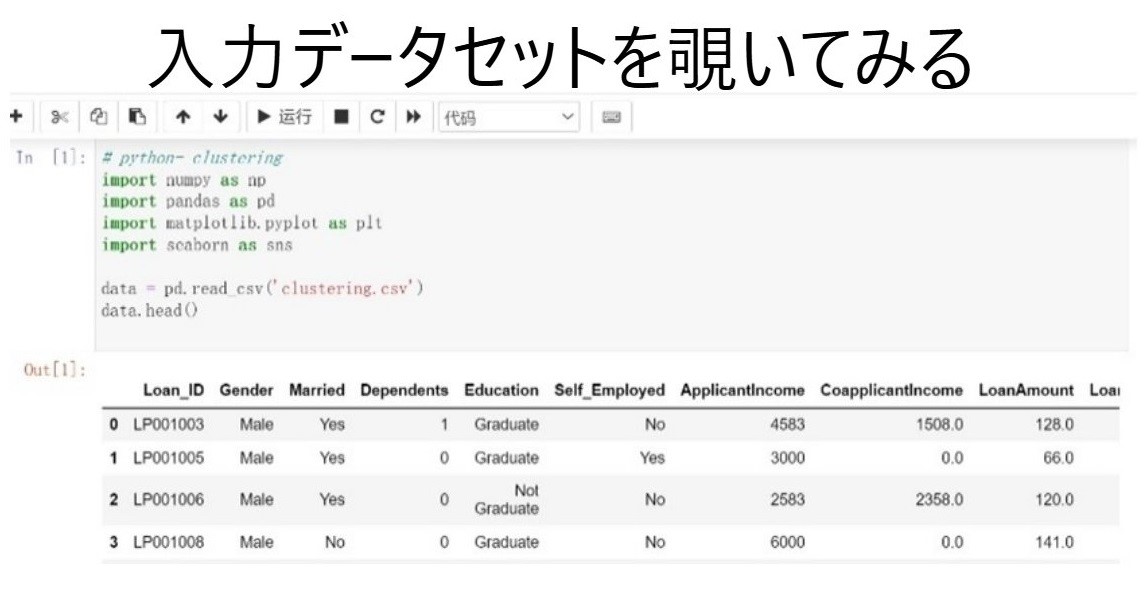 入力データセットを覗いてみる
运行
代码
In [1]:
# python- clustering
import numpy as np
import pandas as pd
import matplotlib.pyplot as plt
import seaborn as sns
data = pd.read_csv('clustering.csv')
data.head()
Out[1]:
Loan_ID Gender Married Dependents Education Self_Employed ApplicantIncome CoapplicantIncome LoanAmount Loa
0 LP001003 Male Yes 1 Graduate No 4583 1508.0 128.0
1 LP001005 Male Yes 0 Graduate Yes 3000 0.0 66.0
2 LP001006 Male Yes 0 Not Graduate No 2583 2358.0 120.0
3 LP001008 Male No 0 Graduate No 6000 0.0 141.0